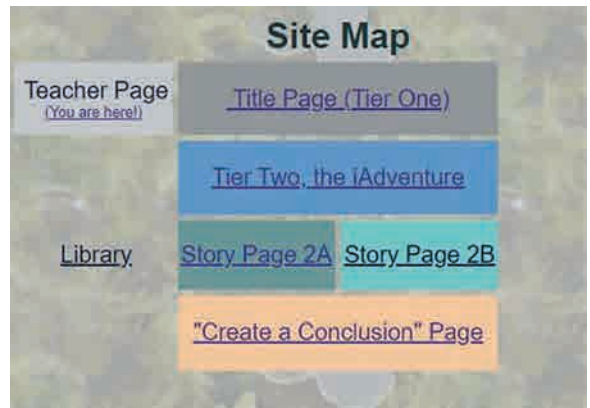 Site Map
Teacher Page
(You are here!)
Title Page (Tier One)
Tier Two, the iAdventure
Library
Story Page 2A
Story Page 2B
"Create a Conclusion" Page